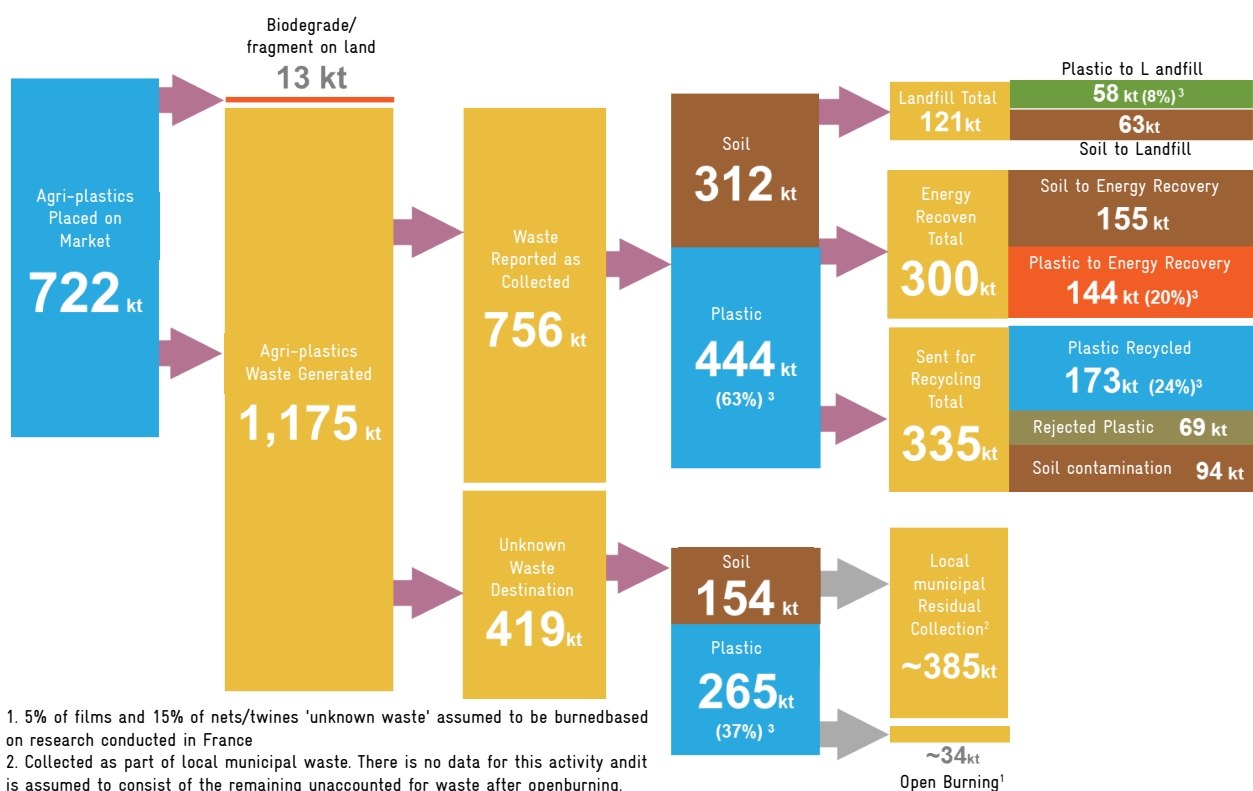 Biodegrade/
fragment on land
13 kt
Agri-plastics
Placed on
Market
722 kt
Agri-plastics
Waste Generated
1,175 kt
Waste
Reported as
Collected
756 kt
Unknown
Waste
Destination
419kt
Soil
312 kt
Plastic
444 kt
(63%) ³
Soil
154 kt
Plastic
265kt
(37%) ³
Landfill Total
121kt
Plastic to L andfill
58 kt (8%) ³
63kt
Soil to Landfill
Energy
Recoven
Total
300kt
Soil to Energy Recovery
155 kt
Plastic to Energy Recovery
144 kt (20%)³
Sent for
Recycling
Total
335kt
Plastic Recycled
173kt (24%)³
Rejected Plastic 69 kt
Soil contamination 94 kt
Local
municipal
Residual
Collection²
~385kt
~34kt
Open Burning¹
1. 5% of films and 15% of nets/twines 'unknown waste' assumed to be burnedbased
on research conducted in France
2. Collected as part of local municipal waste. There is no data for this activity andit
is assumed to consist of the remaining unaccounted for waste after openburning.